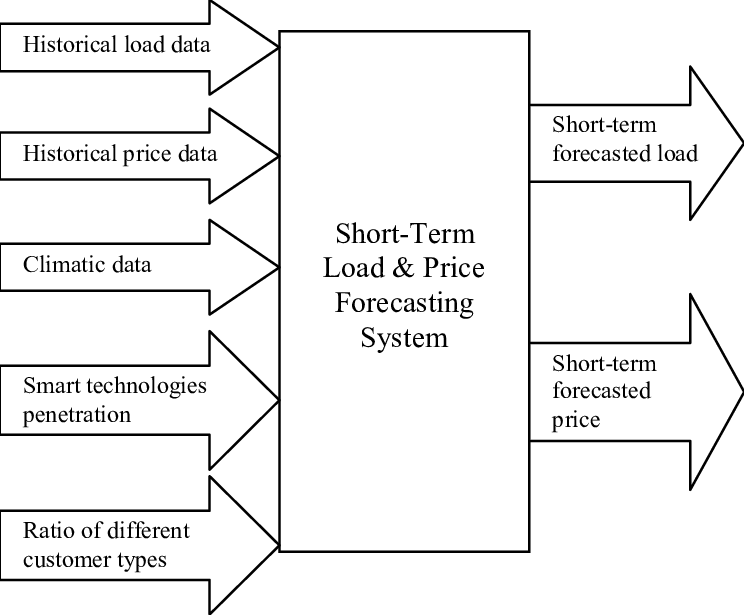 Historical load data
Historical price data
Climatic data
Smart technologies
penetration
Ratio of different
customer types
Short-Term
Load & Price
Forecasting
System
Short-term
forecasted load
Short-term
forecasted
price